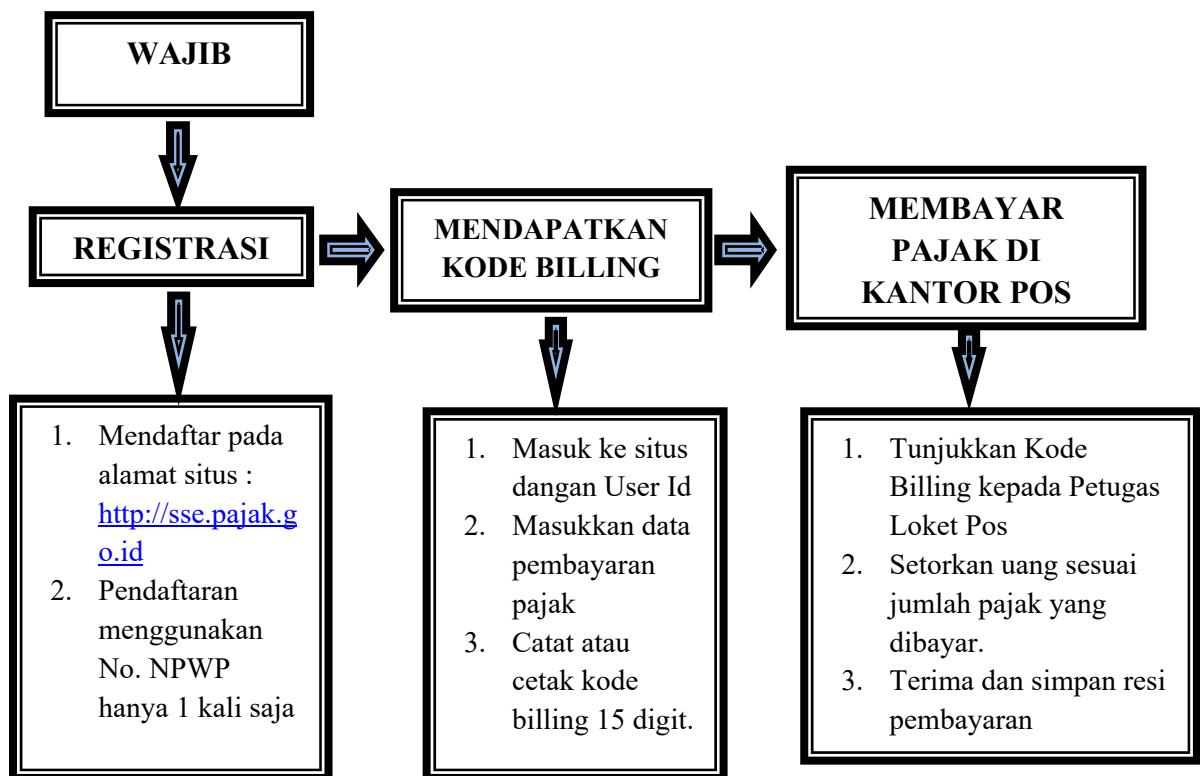 WAJIB
REGISTRASI
MENDAPATKAN
KODE BILLING
MEMBAYAR
PAJAK DI
KANTOR POS
1. Mendaftar pada
alamat situs :
http://sse.pajak.g
o.id
2. Pendaftaran
menggunakan
No. NPWP
hanya 1 kali saja
1. Masuk ke situs
dangan User Id
2. Masukkan data
pembayaran
pajak
3. Catat atau
cetak kode
billing 15 digit.
1. Tunjukkan Kode
Billing kepada Petugas
Loket Pos
2. Setorkan uang sesuai
jumlah pajak yang
dibayar.
3. Terima dan simpan resi
pembayaran